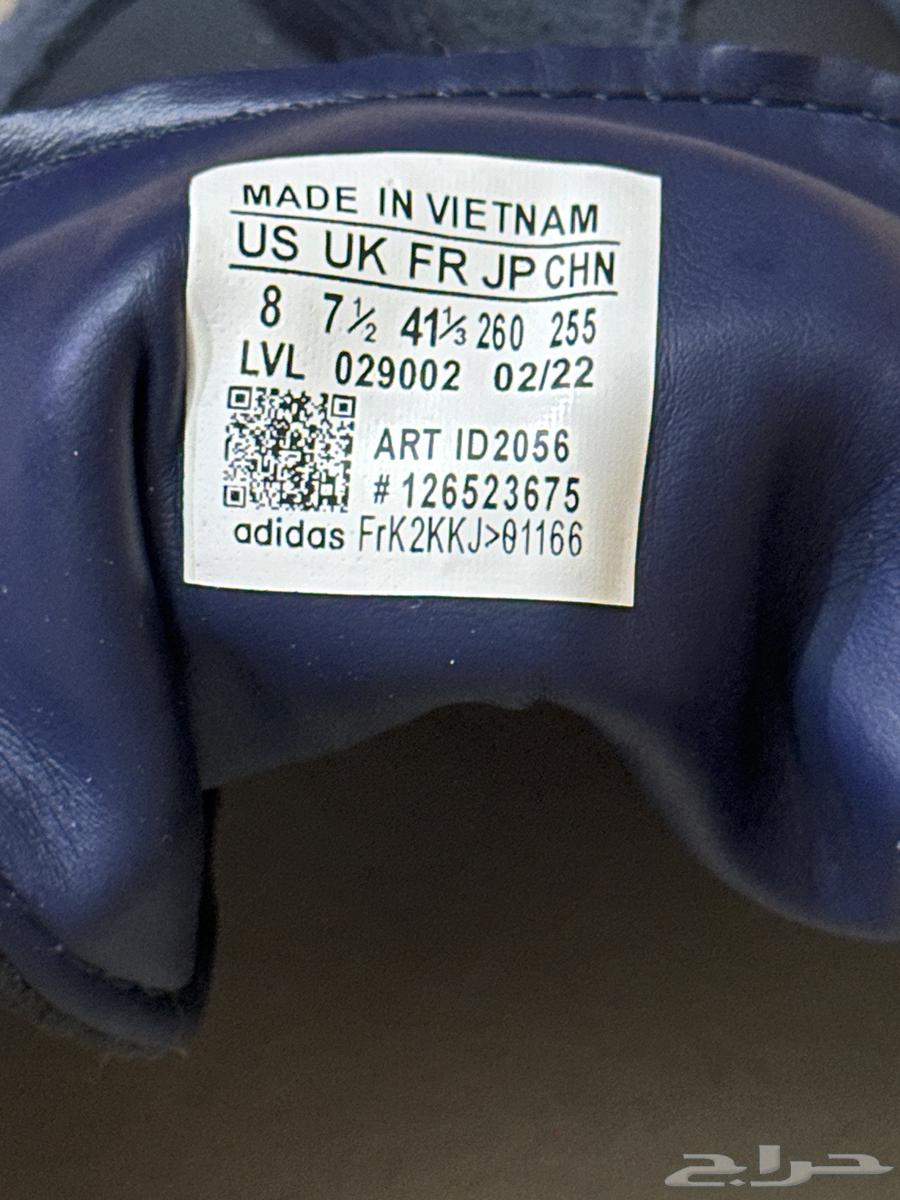 MADE IN VIETNAM
US UK FR JP CHN
8 7½ 41⅓ 260 255
LVL 029002 02/22
ART ID2056
# 126523675
adidas FrK2KKJ>01166
حراج